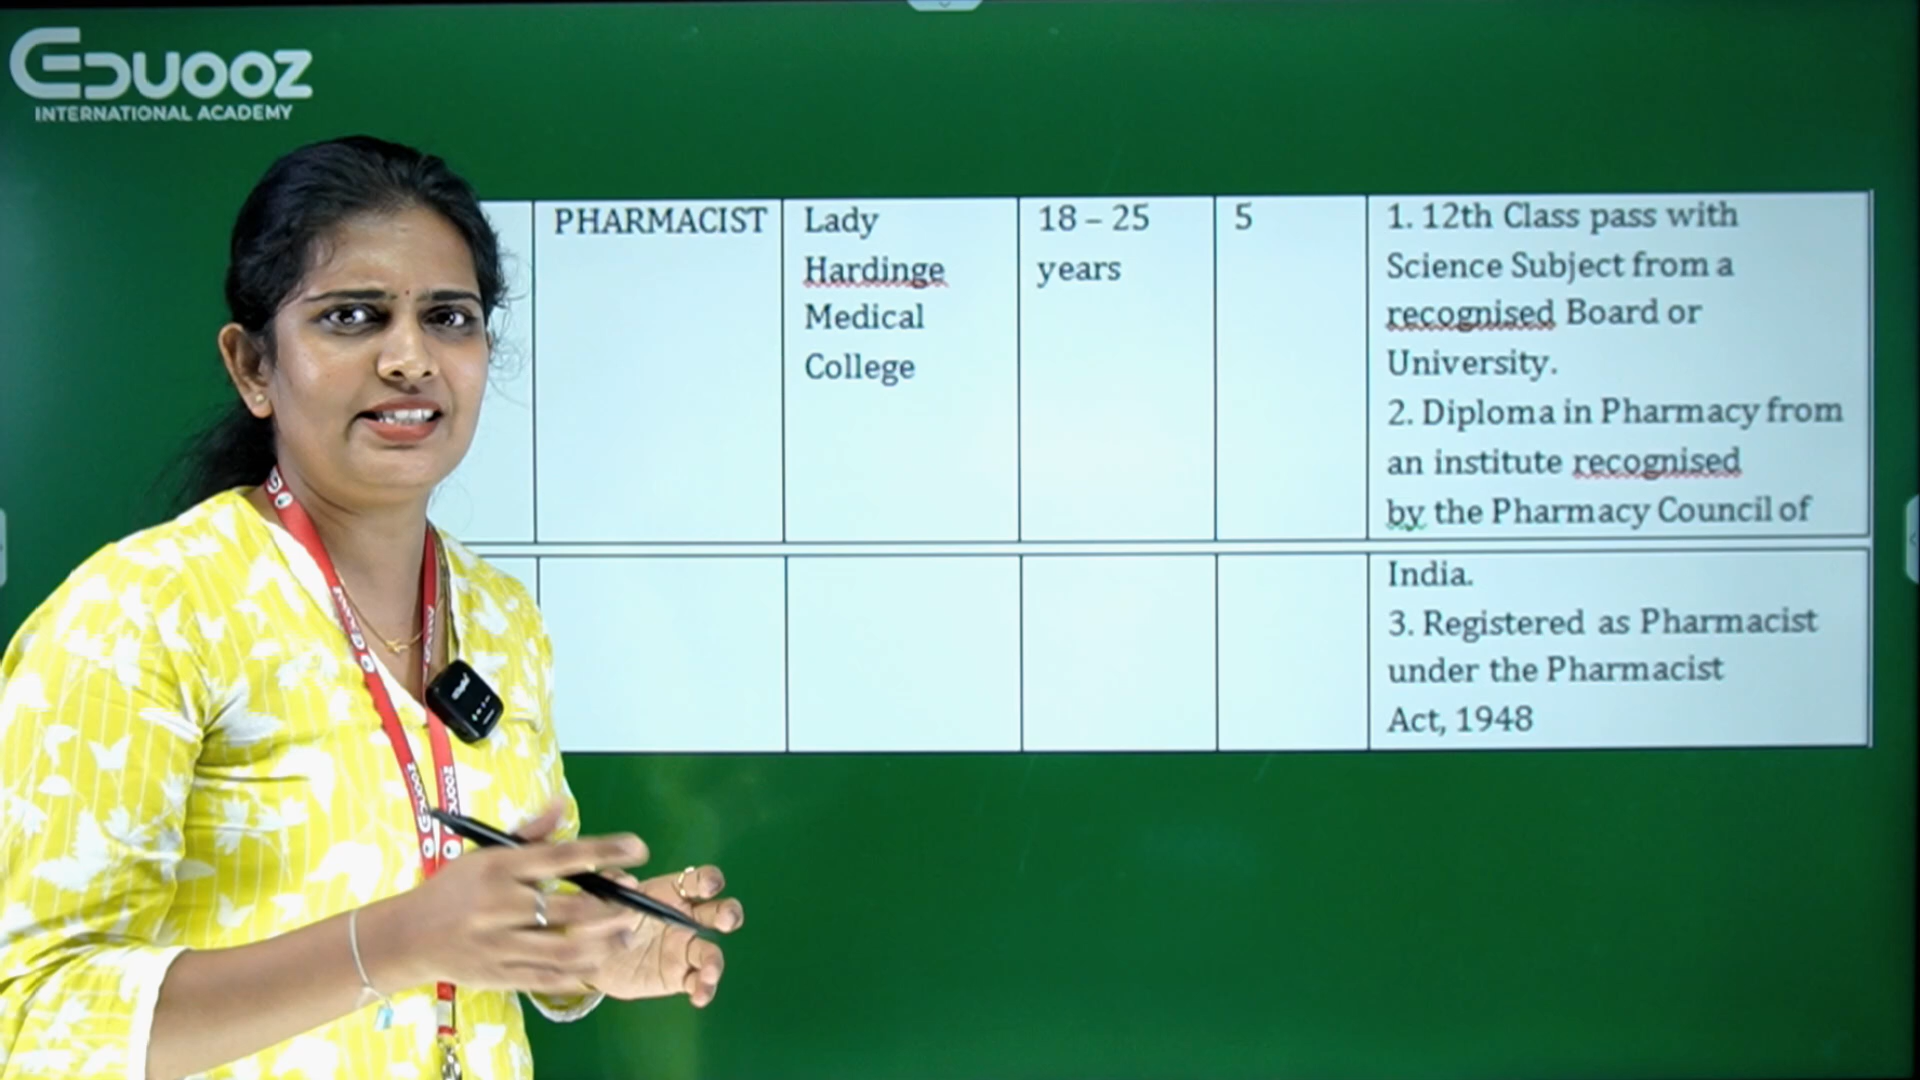 EDUOOZ
INTERNATIONAL ACADEMY
PHARMACIST
Lady
Hardinge
Medical
College
18 – 25
years
5
1. 12th Class pass with
Science Subject from a
recognised Board or
University.
2. Diploma in Pharmacy from
an institute recognised
by the Pharmacy Council of
India.
3. Registered as Pharmacist
under the Pharmacist
Act, 1948